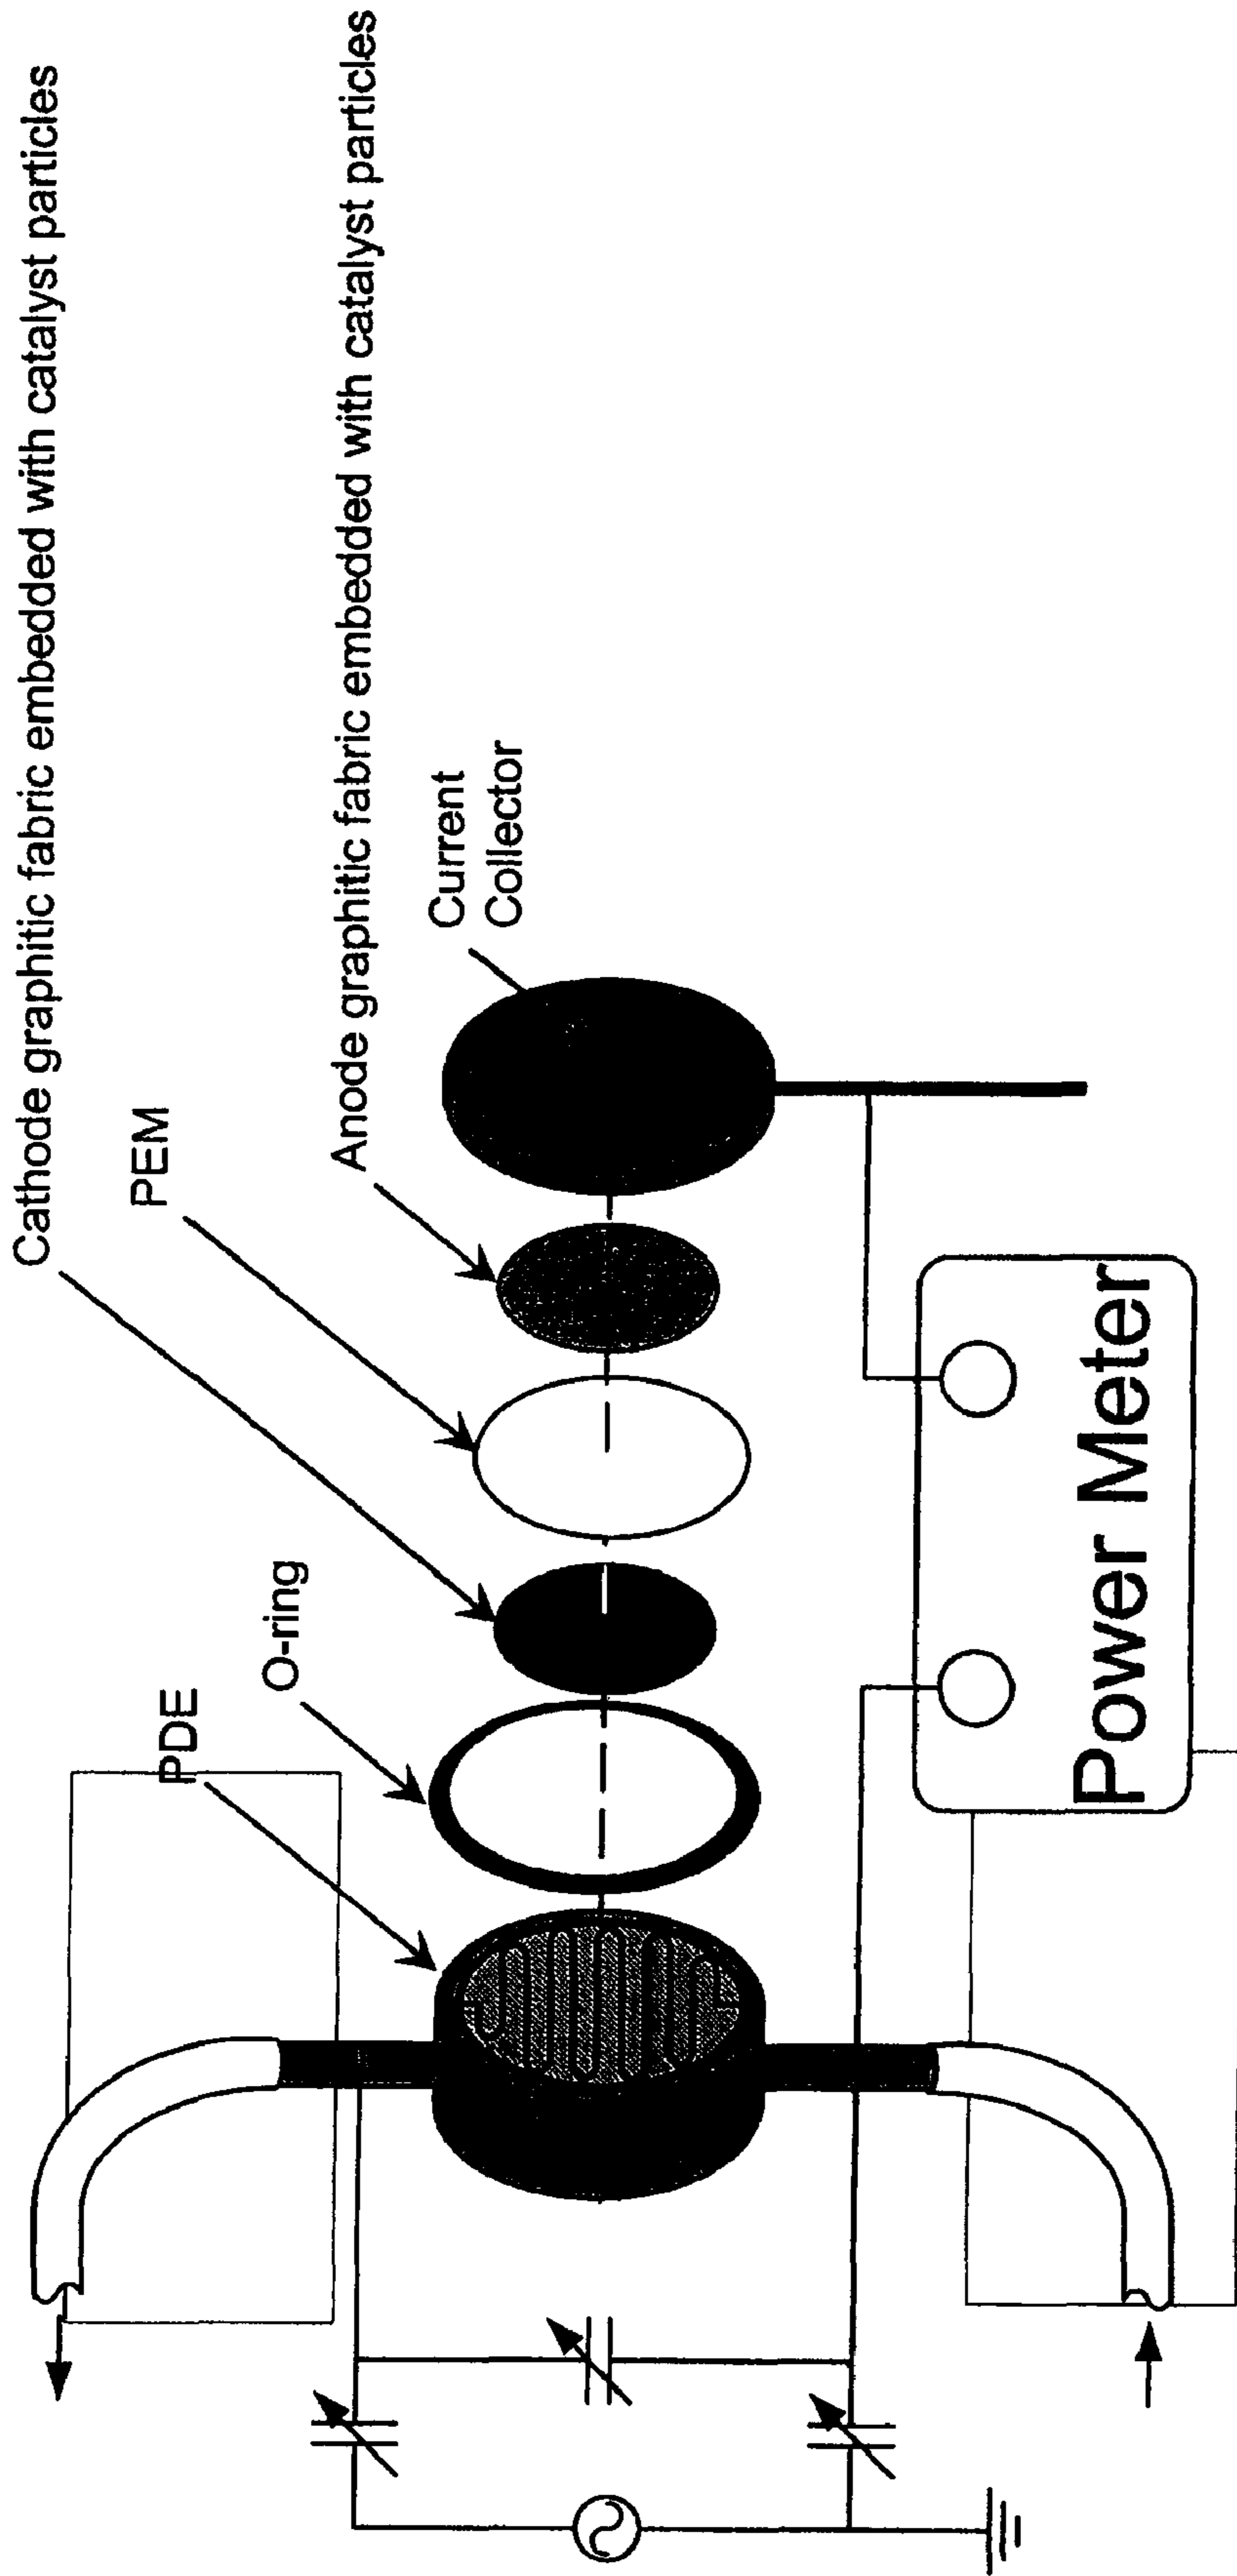 Cathode graphitic fabric embedded with catalyst particles
PEM
Anode graphitic fabric embedded with catalyst particles
PDE
O-ring
Current
Collector
Power Meter